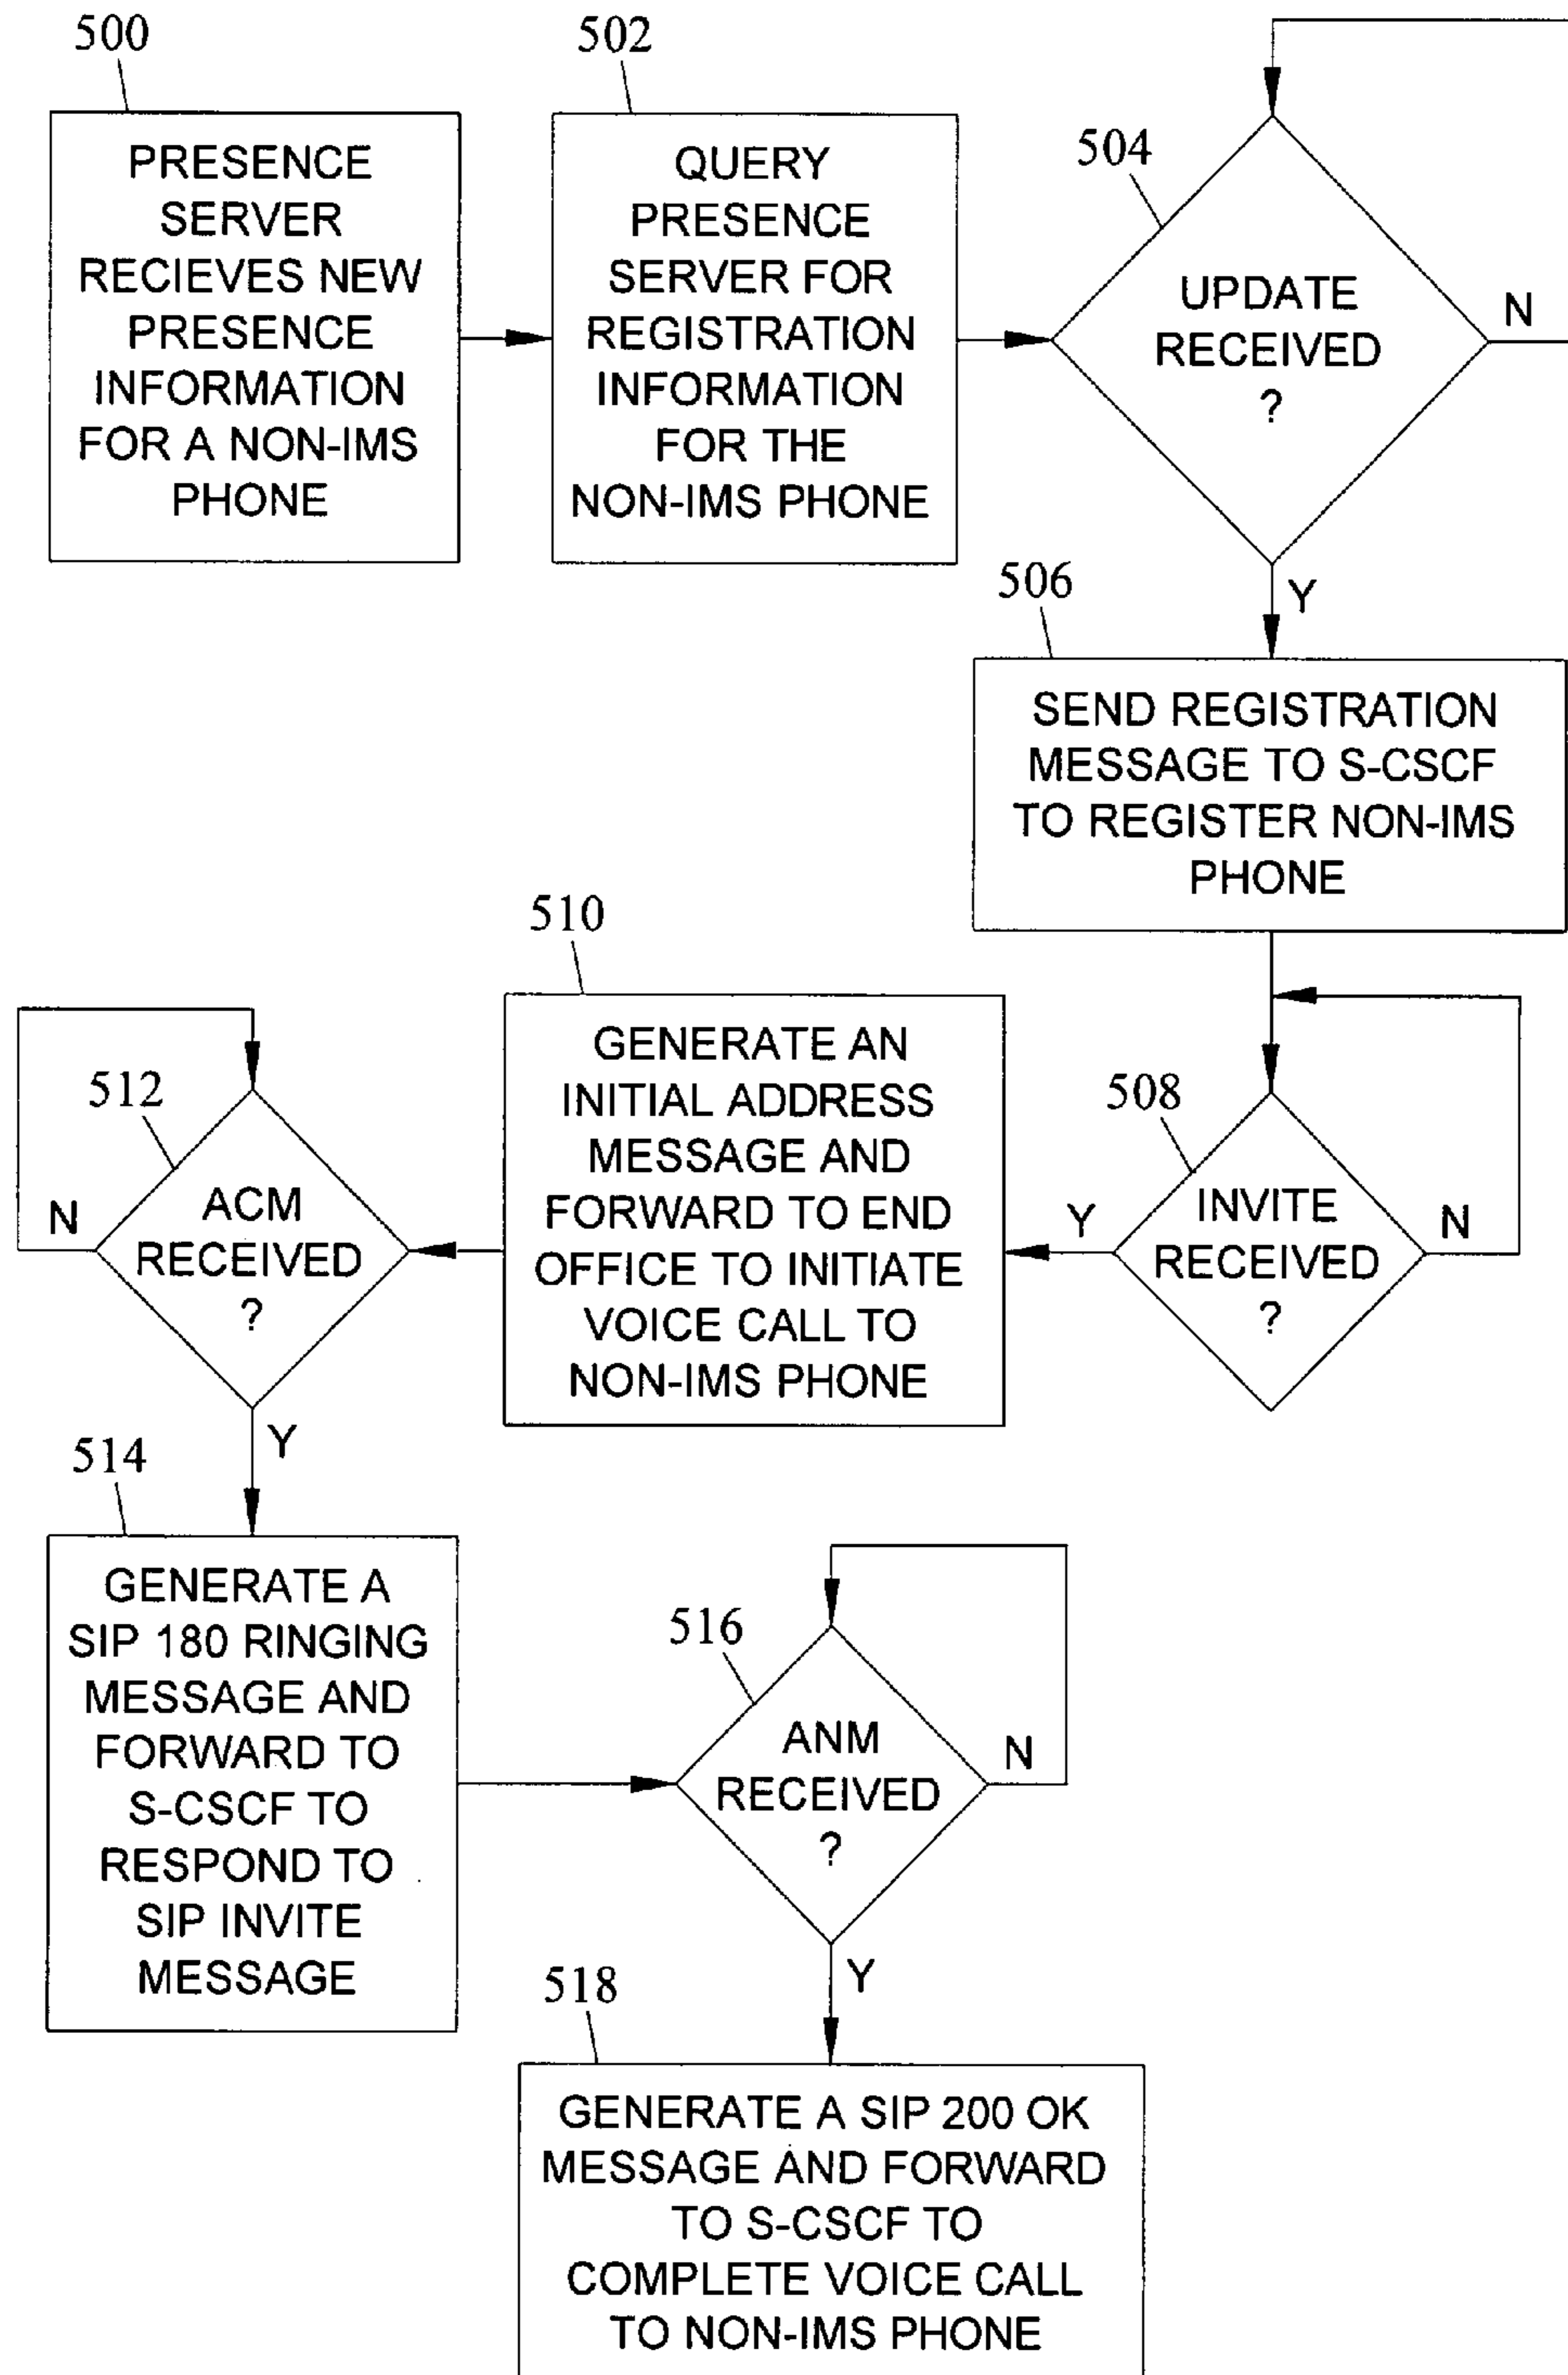 500
PRESENCE
SERVER
RECIEVES NEW
PRESENCE
INFORMATION
FOR A NON-IMS
PHONE
502
QUERY
PRESENCE
SERVER FOR
REGISTRATION
INFORMATION
FOR THE
NON-IMS PHONE
504
UPDATE
RECEIVED
?
N
Y
506
SEND REGISTRATION
MESSAGE TO S-CSCF
TO REGISTER NON-IMS
PHONE
508
INVITE
RECEIVED
?
N
Y
510
GENERATE AN
INITIAL ADDRESS
MESSAGE AND
FORWARD TO END
OFFICE TO INITIATE
VOICE CALL TO
NON-IMS PHONE
512
ACM
RECEIVED
?
N
Y
514
GENERATE A
SIP 180 RINGING
MESSAGE AND
FORWARD TO
S-CSCF TO
RESPOND TO
SIP INVITE
MESSAGE
516
ANM
RECEIVED
?
N
Y
518
GENERATE A SIP 200 OK
MESSAGE AND FORWARD
TO S-CSCF TO
COMPLETE VOICE CALL
TO NON-IMS PHONE